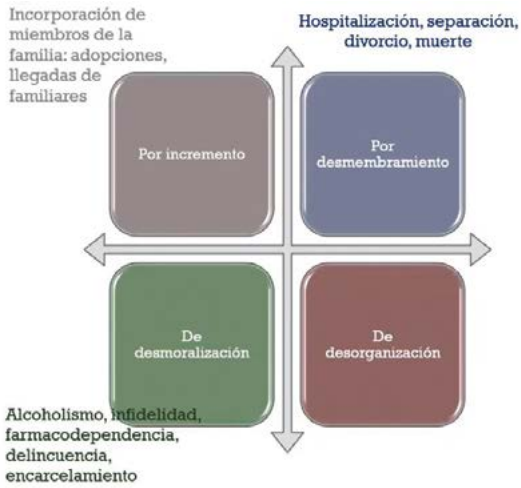 Incorporación de
miembros de la
familia: adopciones,
llegadas de
familiares
Hospitalización, separación,
divorcio, muerte
Por incremento
Por
desmembramiento
De
desmoralización
De
desorganización
Alcoholismo, infidelidad,
farmacodependencia,
delincuencia,
encarcelamiento